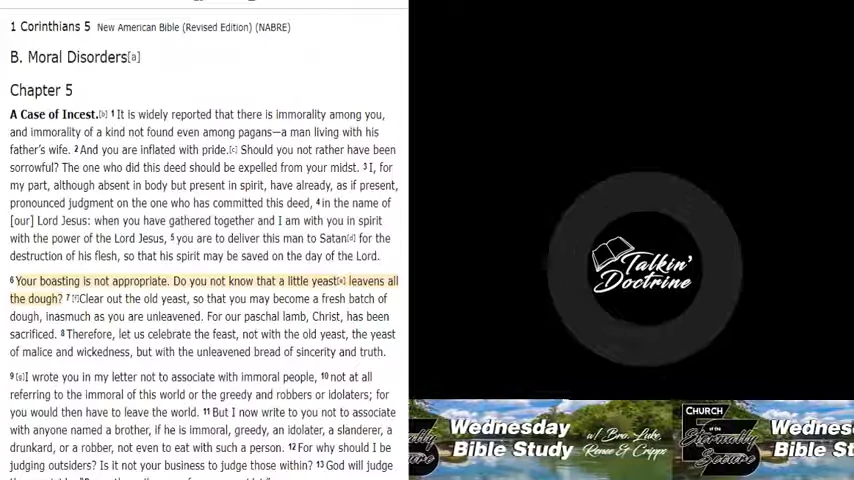 1 Corinthians 5 New American Bible (Revised Edition) (NABRE)
B. Moral Disorders[a]
Chapter 5
A Case of Incest.[b] 1 It is widely reported that there is immorality among you,
and immorality of a kind not found even among pagans—a man living with his
father's wife. 2 And you are inflated with pride.[c] Should you not rather have been
sorrowful? The one who did this deed should be expelled from your midst. 3 I, for
my part, although absent in body but present in spirit, have already, as if present,
pronounced judgment on the one who has committed this deed, 4 in the name of
[our] Lord Jesus: when you have gathered together and I am with you in spirit
with the power of the Lord Jesus, 5 you are to deliver this man to Satan[d] for the
destruction of his flesh, so that his spirit may be saved on the day of the Lord.
6 Your boasting is not appropriate. Do you not know that a little yeast[e] leavens all
the dough? 7 [f]Clear out the old yeast, so that you may become a fresh batch of
dough, inasmuch as you are unleavened. For our paschal lamb, Christ, has been
sacrificed. 8 Therefore, let us celebrate the feast, not with the old yeast, the yeast
of malice and wickedness, but with the unleavened bread of sincerity and truth.
9 [g]I wrote you in my letter not to associate with immoral people, 10 not at all
referring to the immoral of this world or the greedy and robbers or idolaters; for
you would then have to leave the world. 11 But I now write to you not to associate
with anyone named a brother, if he is immoral, greedy, an idolater, a slanderer, a
drunkard, or a robber, not even to eat with such a person. 12 For why should I be
judging outsiders? Is it not your business to judge those within? 13 God will judge
Talkin'
Doctrine
Wednesday
Bible Study
w/ Bro. Luke,
Renee & Cripps
CHURCH
of the
Eternally
Secure
Wednes
Bible S